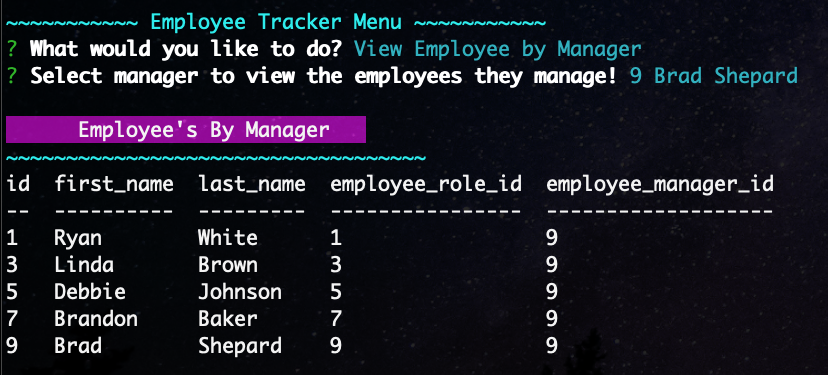 ~~~~~~~~~~~ Employee Tracker Menu ~~~~~~~~~~~
? What would you like to do? View Employee by Manager
? Select manager to view the employees they manage! 9 Brad Shepard
Employee's By Manager
~~~~~~~~~~~~~~~~~~~~~~~~~~~~~~~~~~~
id  first_name  last_name  employee_role_id  employee_manager_id
--  ----------  ---------  ----------------  -------------------
1   Ryan        White      1                 9
3   Linda       Brown      3                 9
5   Debbie      Johnson    5                 9
7   Brandon     Baker      7                 9
9   Brad        Shepard    9                 9